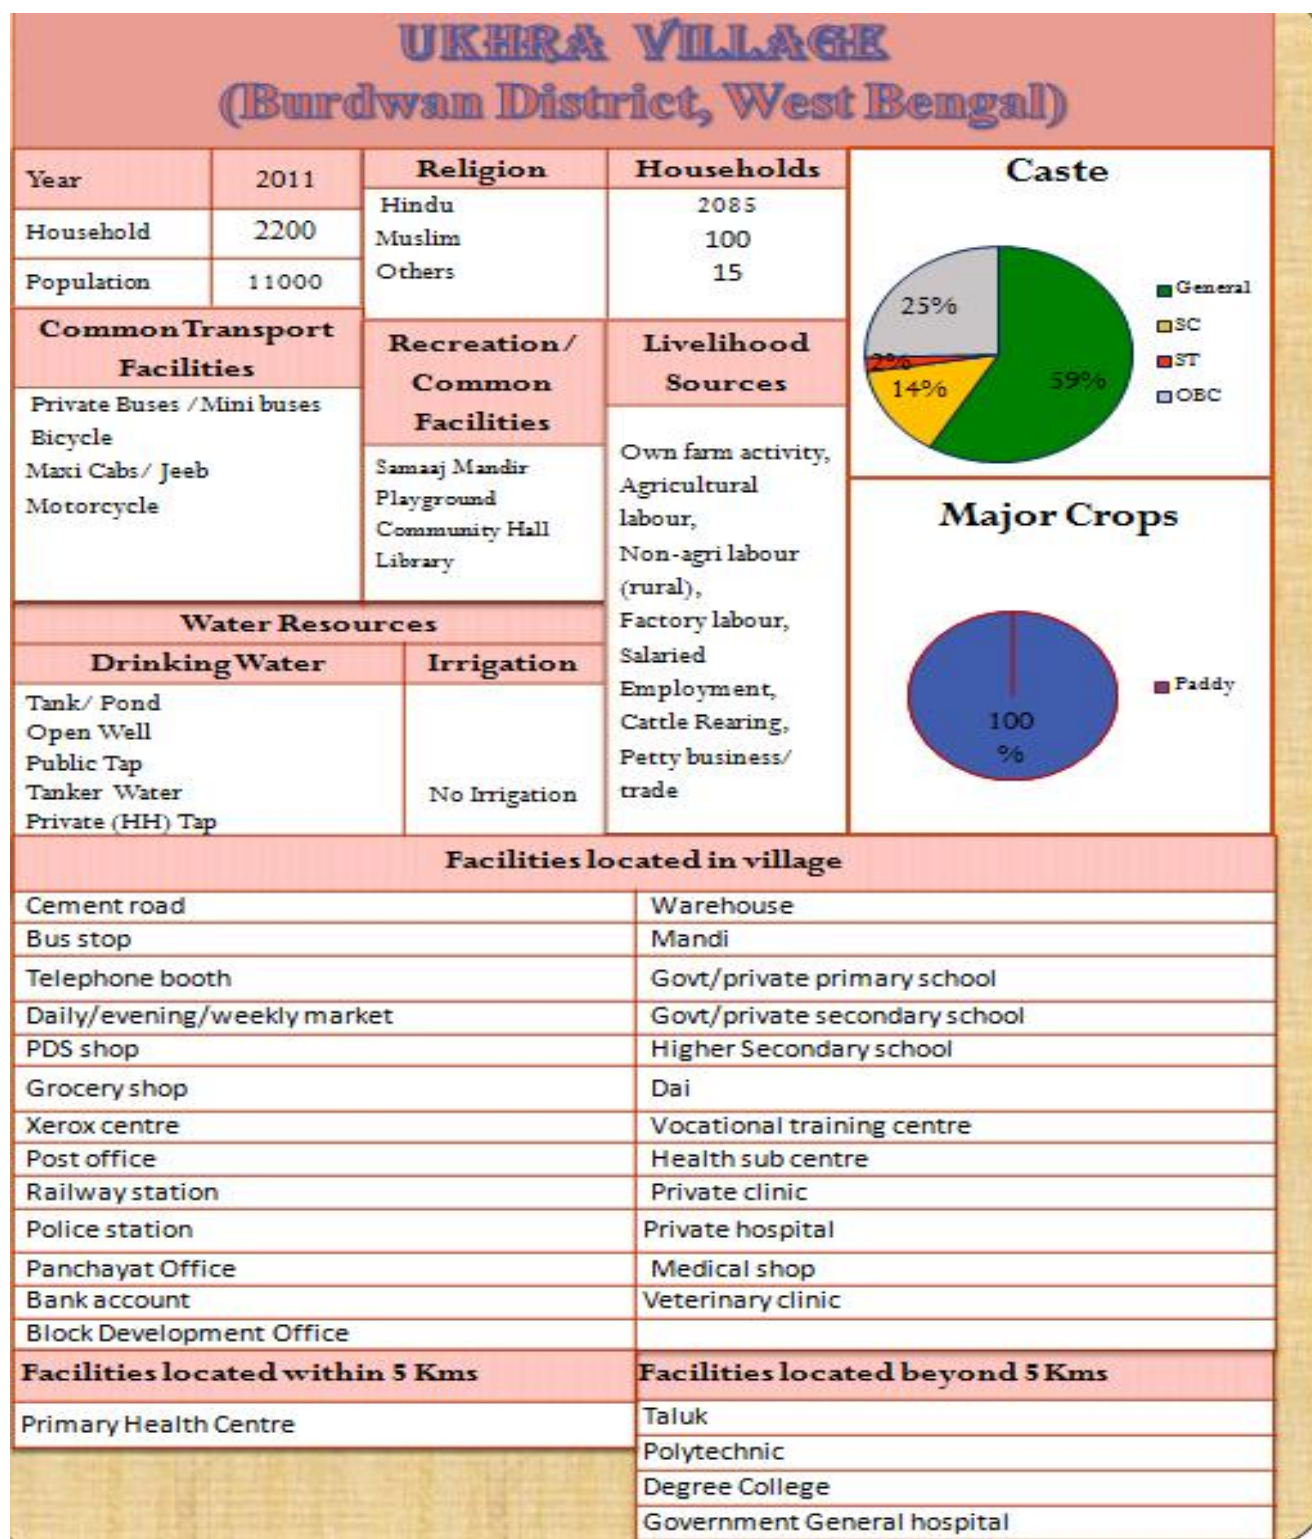 UKHRA VILLAGE
(Burdwan District, West Bengal)
Year 2011
Household 2200
Population 11000
Religion Households
Hindu 2085
Muslim 100
Others 15
Caste
25%
2%
14%
59%
General
SC
ST
OBC
Common Transport
Facilities
Private Buses / Mini buses
Bicycle
Maxi Cabs/ Jeeb
Motorcycle
Recreation/
Common
Facilities
Samaaj Mandir
Playground
Community Hall
Library
Livelihood
Sources
Own farm activity,
Agricultural
labour,
Non-agri labour
(rural),
Factory labour,
Salaried
Employment,
Cattle Rearing,
Petty business/
trade
Major Crops
100
%
Paddy
Water Resources
Drinking Water Irrigation
Tank/ Pond
Open Well
Public Tap
Tanker Water
Private (HH) Tap
No Irrigation
Facilities located in village
Cement road Warehouse
Bus stop Mandi
Telephone booth Govt/private primary school
Daily/evening/weekly market Govt/private secondary school
PDS shop Higher Secondary school
Grocery shop Dai
Xerox centre Vocational training centre
Post office Health sub centre
Railway station Private clinic
Police station Private hospital
Panchayat Office Medical shop
Bank account Veterinary clinic
Block Development Office
Facilities located within 5 Kms Facilities located beyond 5 Kms
Primary Health Centre
Taluk
Polytechnic
Degree College
Government General hospital